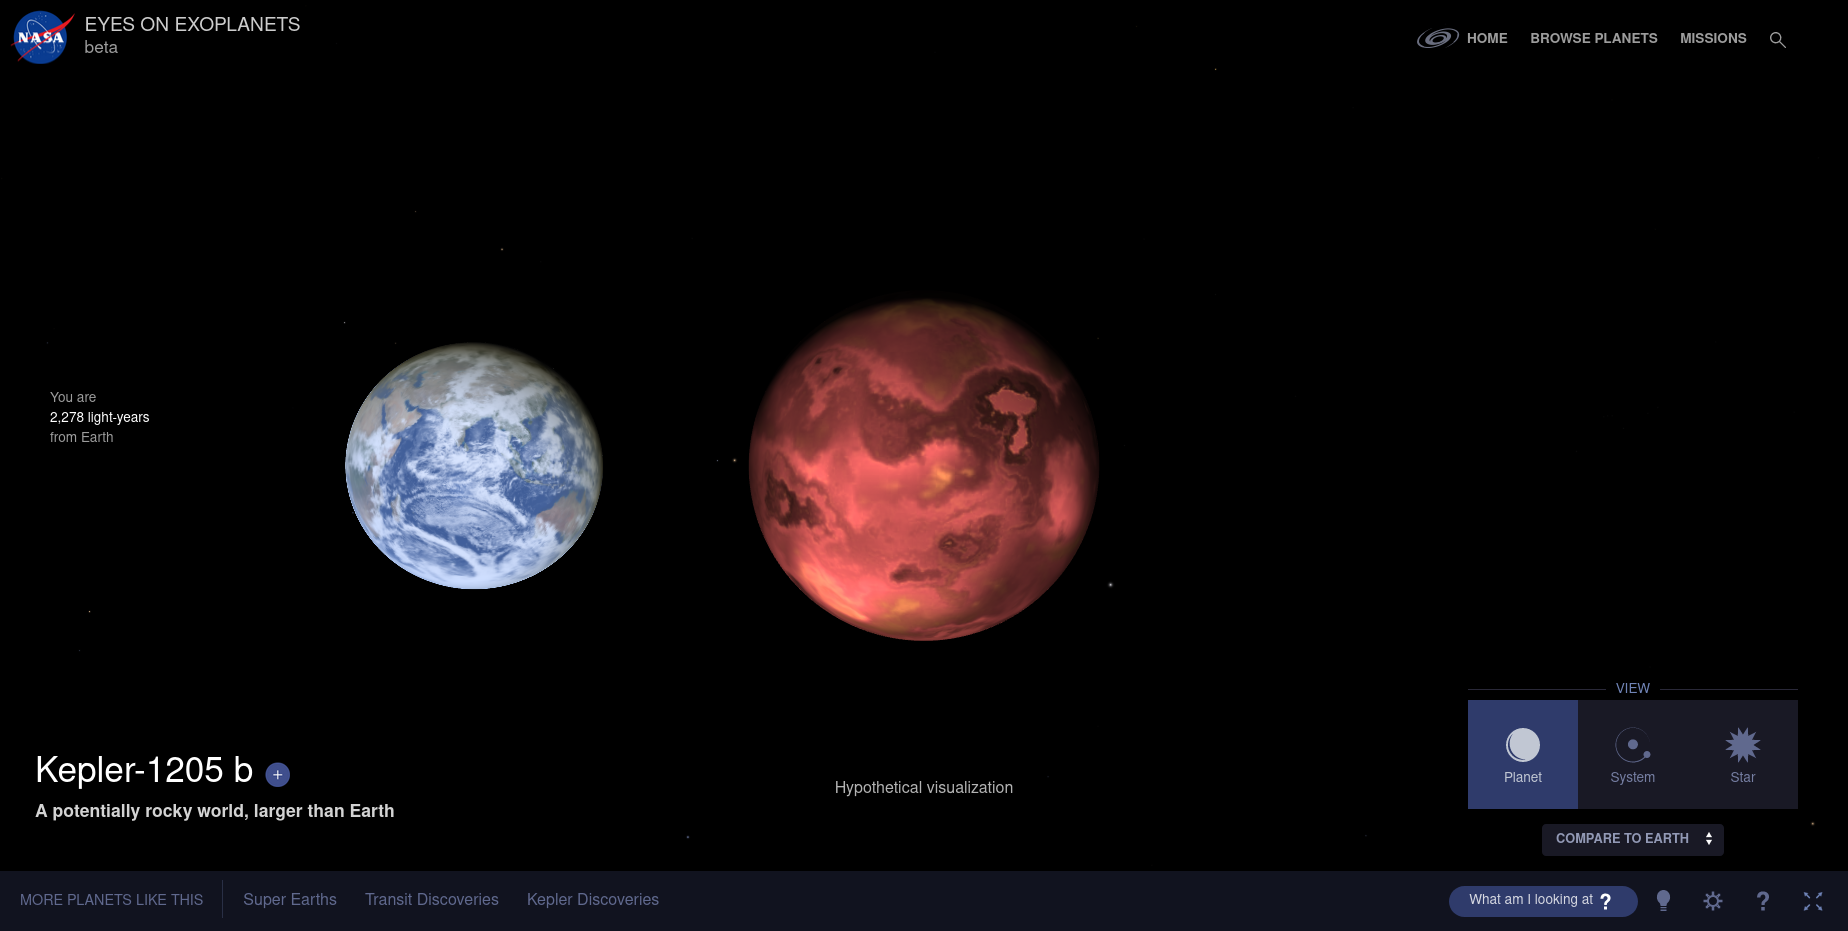 NASA
EYES ON EXOPLANETS
beta
HOME
BROWSE PLANETS
MISSIONS
You are
2,278 light-years
from Earth
Kepler-1205 b +
A potentially rocky world, larger than Earth
Hypothetical visualization
VIEW
Planet
System
Star
COMPARE TO EARTH
MORE PLANETS LIKE THIS
Super Earths
Transit Discoveries
Kepler Discoveries
What am I looking at ?
?